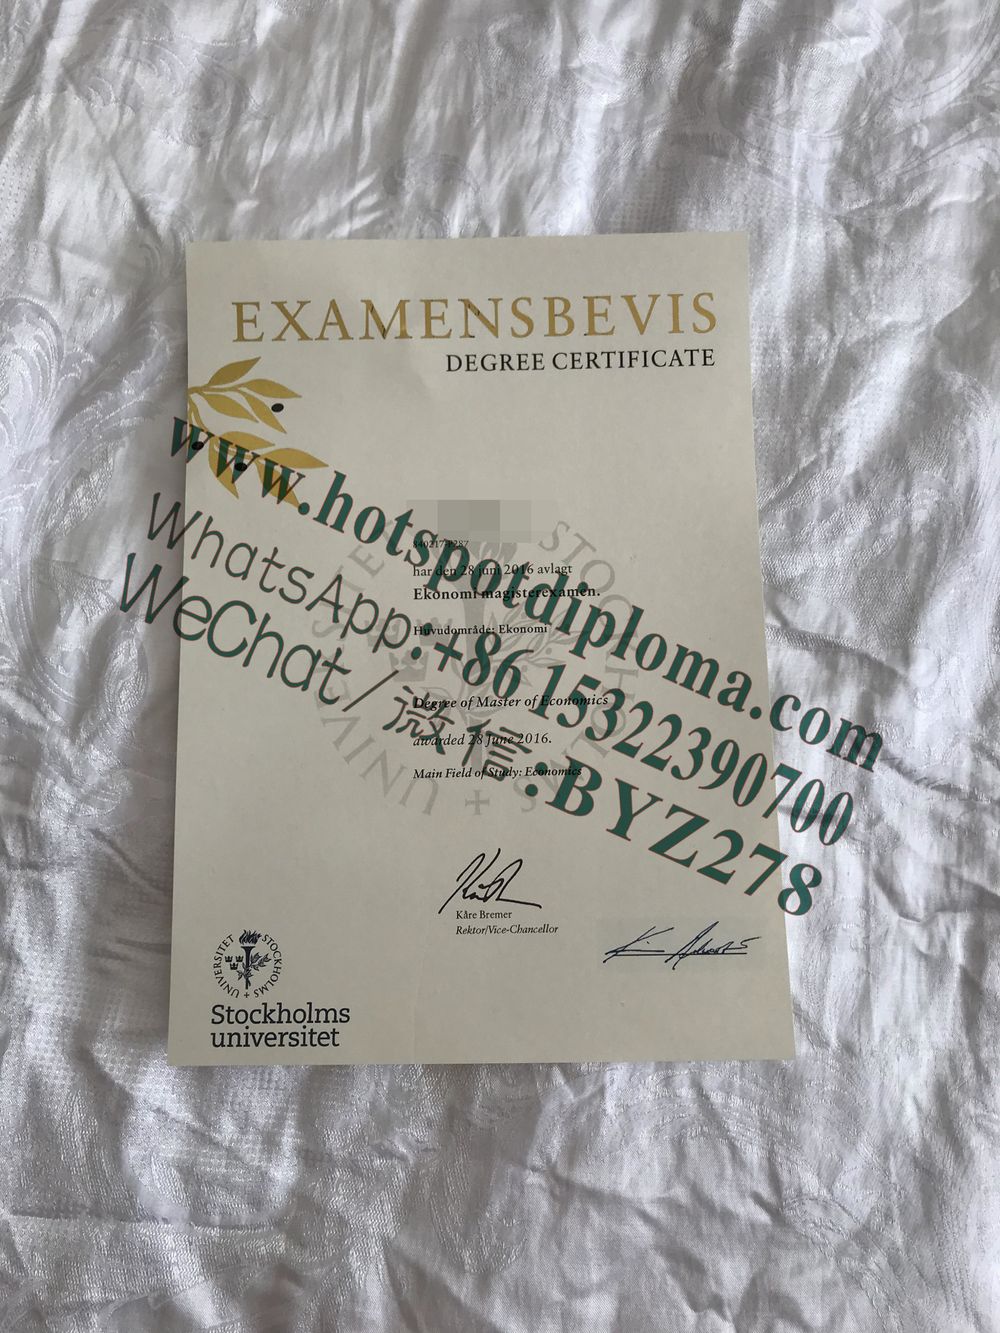 EXAMENSBEVIS
DEGREE CERTIFICATE
www.hotspotdiploma.com
WhatsApp:+86 15322390700
WeChat/微信:BYZ278
har den 28 juni 2016 avlagt
Ekonomi magisterexamen.
Huvudområde: Ekonomi
Degree of Master of Economics
awarded 28 June 2016.
Main Field of Study: Economics
Kåre Bremer
Rektor/Vice-Chancellor
STOCKHOLMS UNIVERSITET
Stockholms
universitet